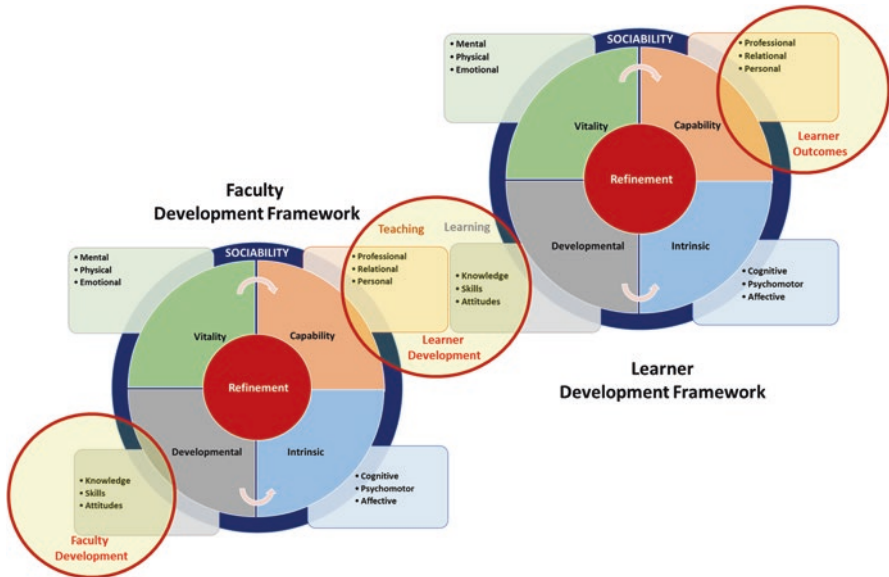 SOCIABILITY
• Mental
• Physical
• Emotional
• Professional
• Relational
• Personal
Vitality
Capability
Learner
Outcomes
Refinement
Developmental
Intrinsic
• Cognitive
• Psychomotor
• Affective
Learner
Development Framework
Faculty
Development Framework
SOCIABILITY
• Mental
• Physical
• Emotional
Teaching
Learning
• Professional
• Relational
• Personal
• Knowledge
• Skills
• Attitudes
Learner
Development
Vitality
Capability
Refinement
Developmental
Intrinsic
• Knowledge
• Skills
• Attitudes
Faculty
Development
• Cognitive
• Psychomotor
• Affective